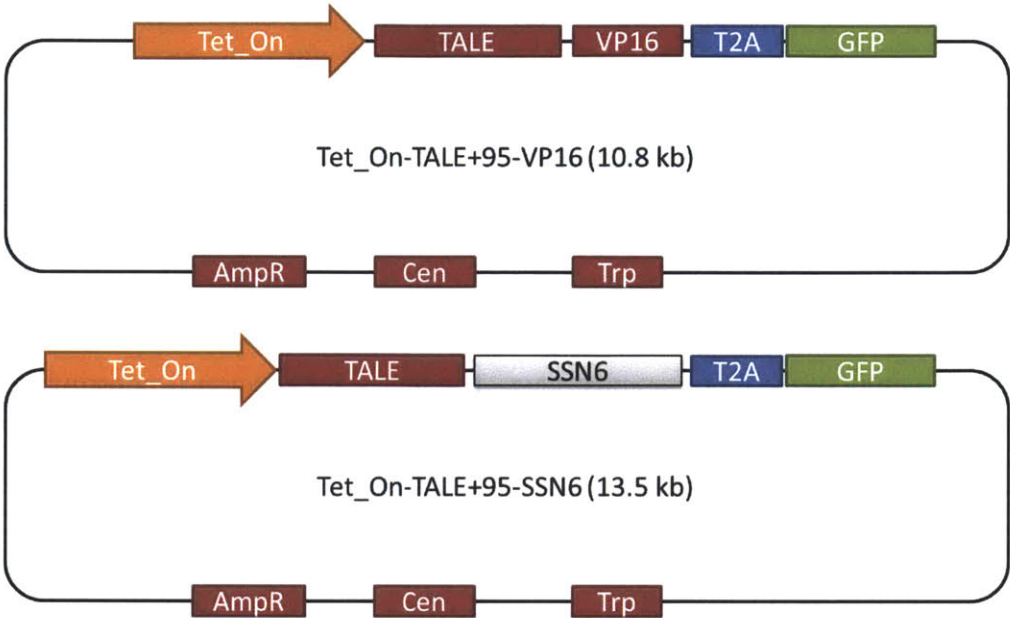 Tet_On TALE VP16 T2A GFP
Tet_On-TALE+95-VP16 (10.8 kb)
AmpR Cen Trp
Tet_On TALE SSN6 T2A GFP
Tet_On-TALE+95-SSN6 (13.5 kb)
AmpR Cen Trp